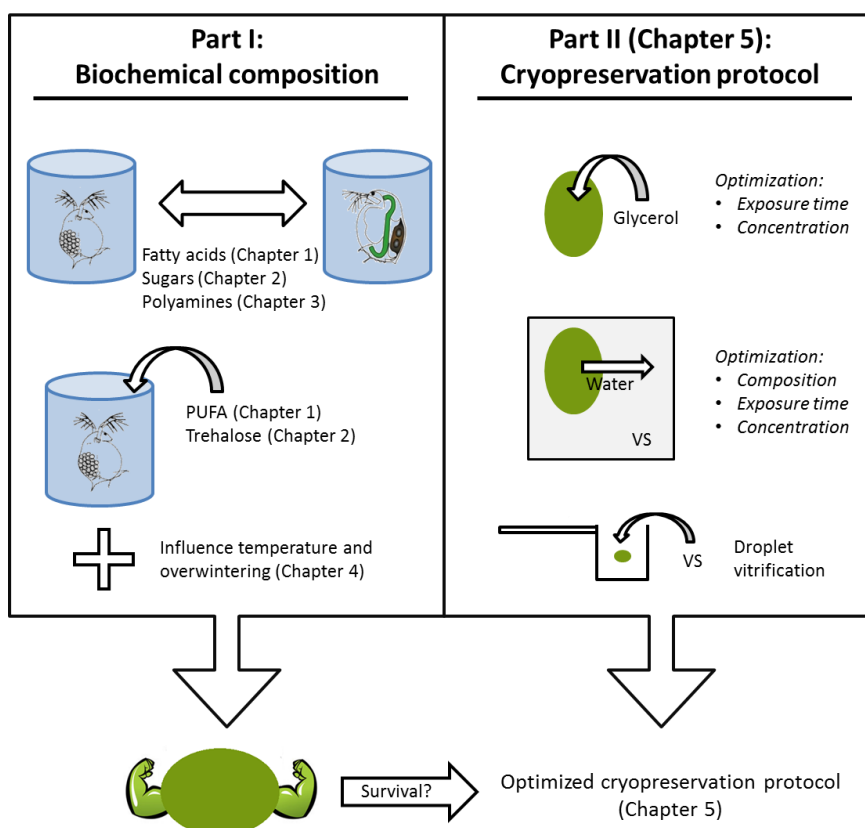 Part I:
Biochemical composition
Fatty acids (Chapter 1)
Sugars (Chapter 2)
Polyamines (Chapter 3)
PUFA (Chapter 1)
Trehalose (Chapter 2)
Influence temperature and
overwintering (Chapter 4)
Part II (Chapter 5):
Cryopreservation protocol
Glycerol
Optimization:
• Exposure time
• Concentration
Water
VS
Optimization:
• Composition
• Exposure time
• Concentration
VS
Droplet
vitrification
Survival?
Optimized cryopreservation protocol
(Chapter 5)